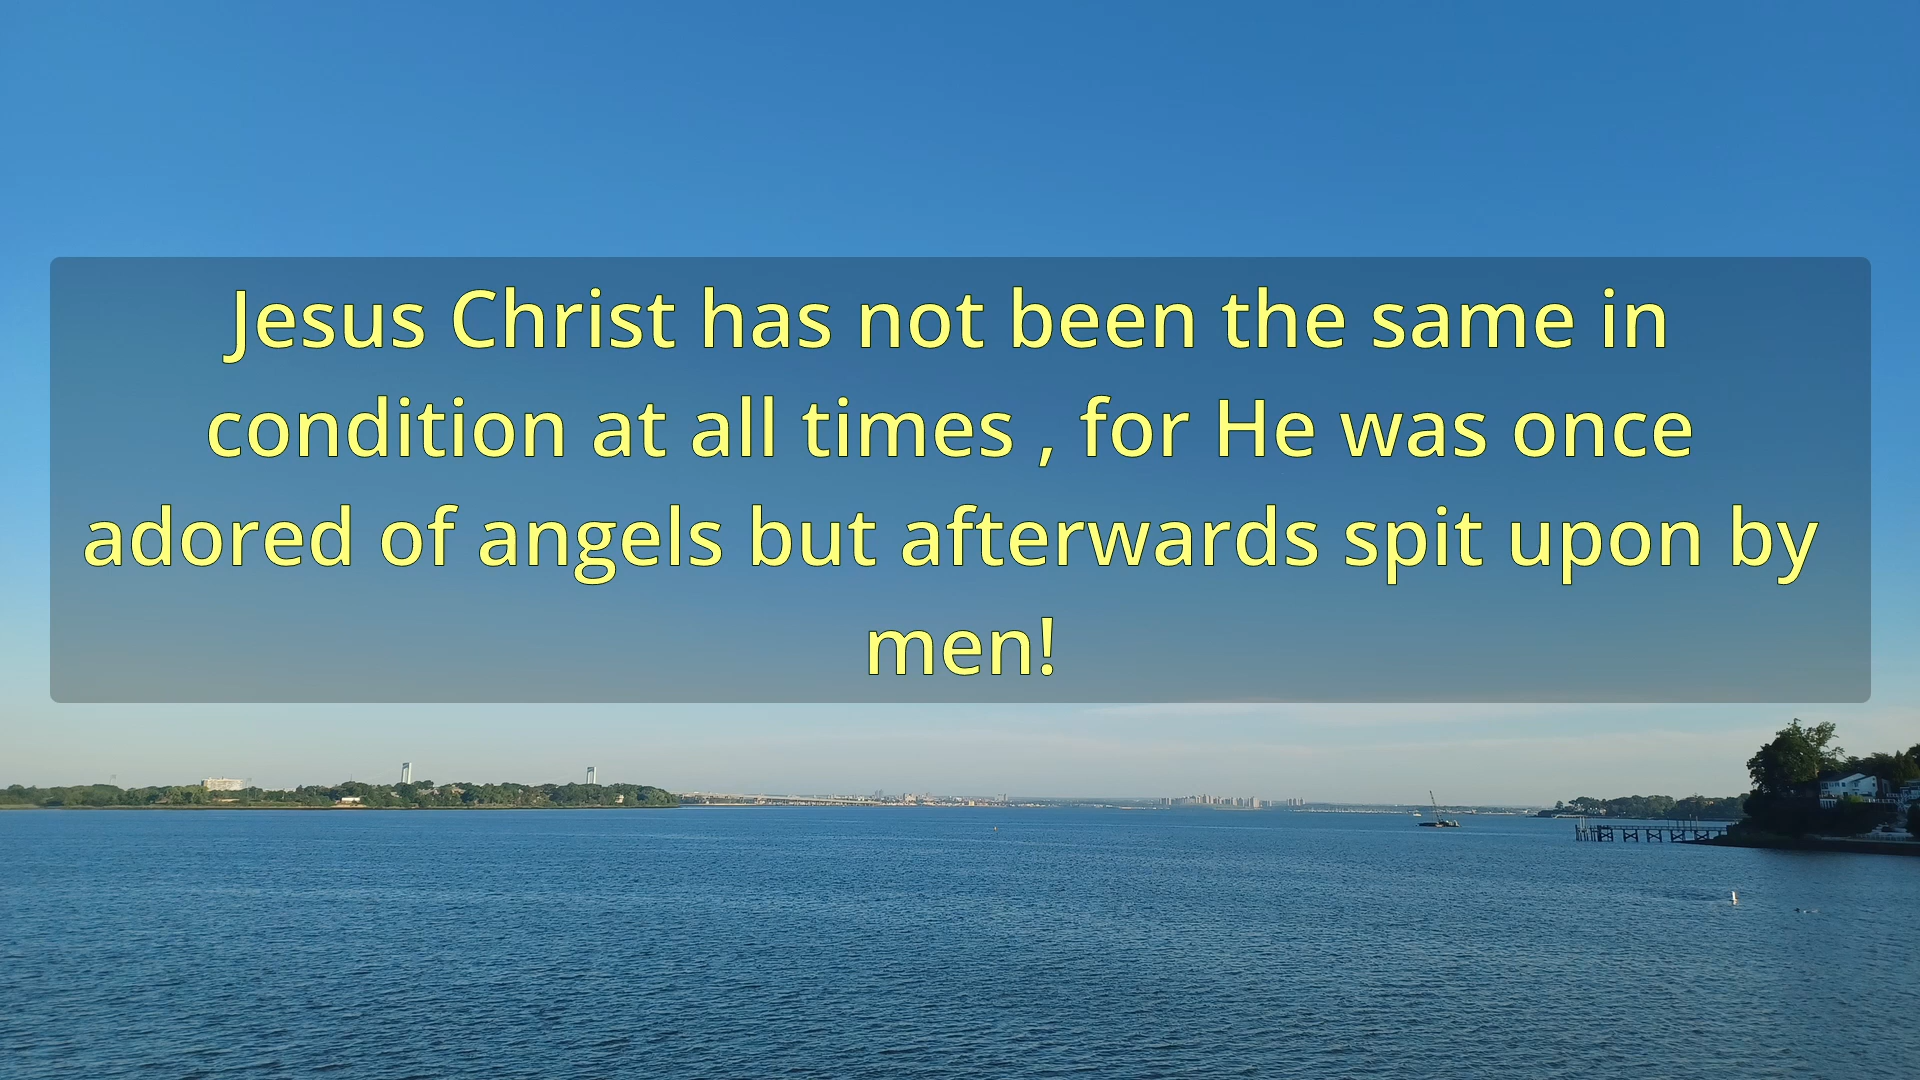 Jesus Christ has not been the same in
condition at all times , for He was once
adored of angels but afterwards spit upon by
men!